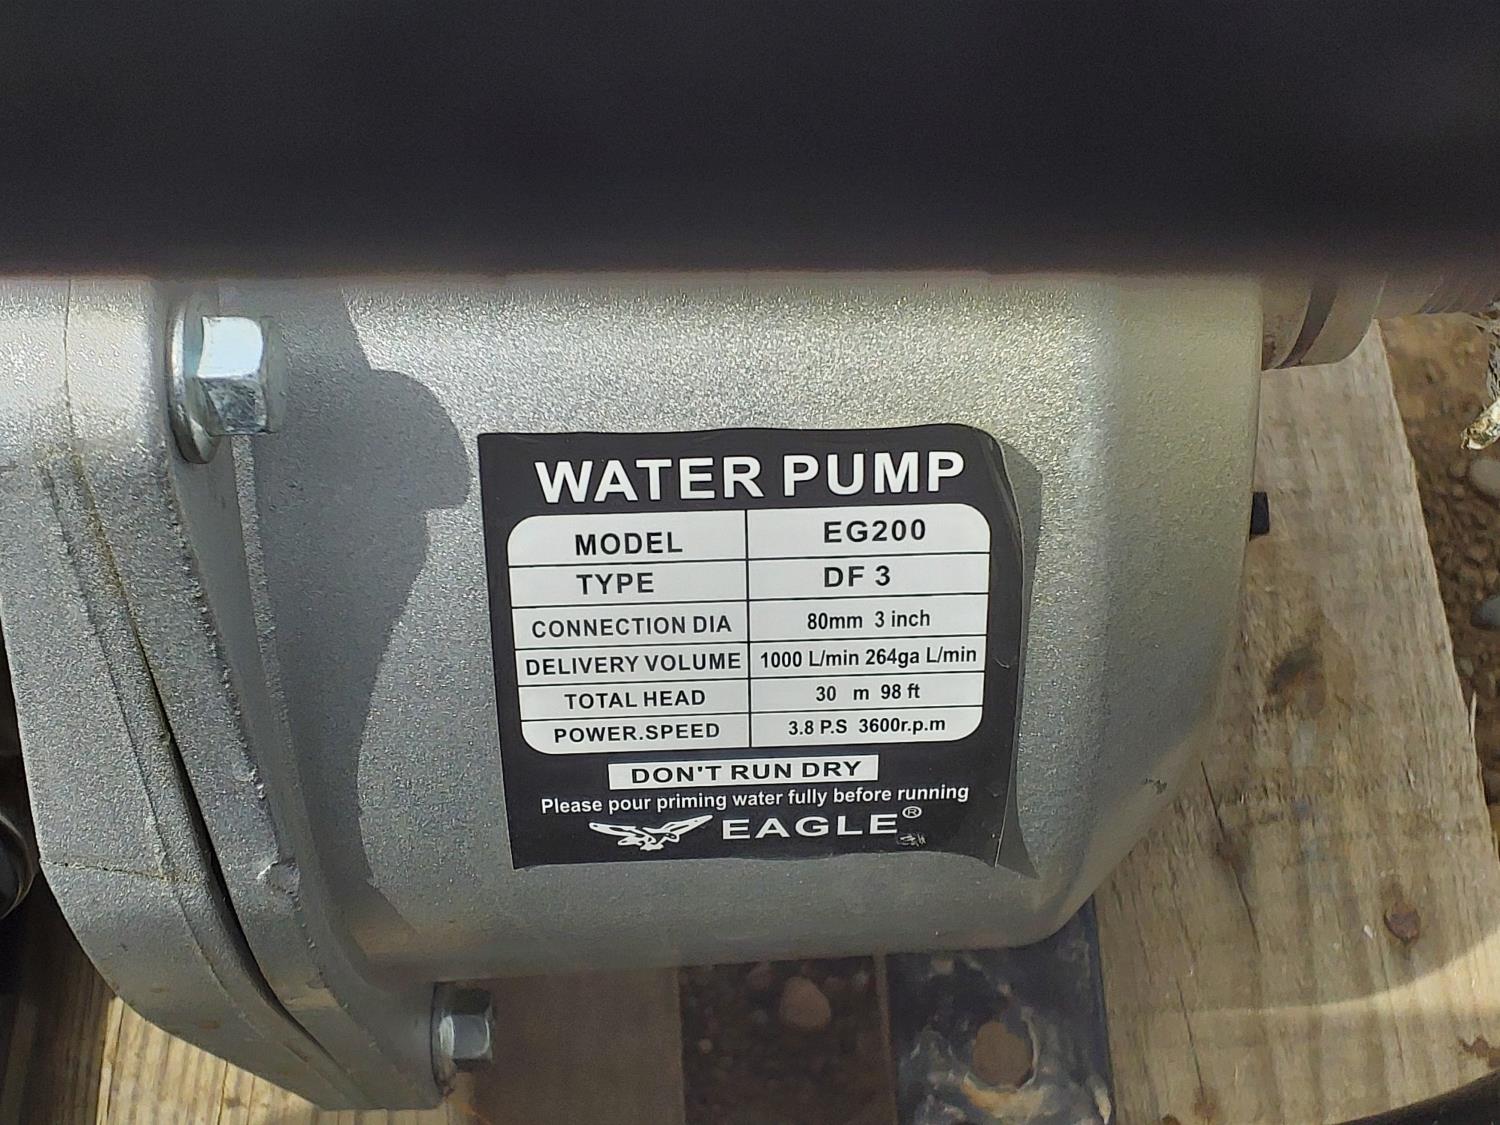 WATER PUMP
MODEL EG200
TYPE DF 3
CONNECTION DIA 80mm 3 inch
DELIVERY VOLUME 1000 L/min 264ga L/min
TOTAL HEAD 30 m 98 ft
POWER.SPEED 3.8 P.S 3600r.p.m
DON'T RUN DRY
Please pour priming water fully before running
EAGLE®